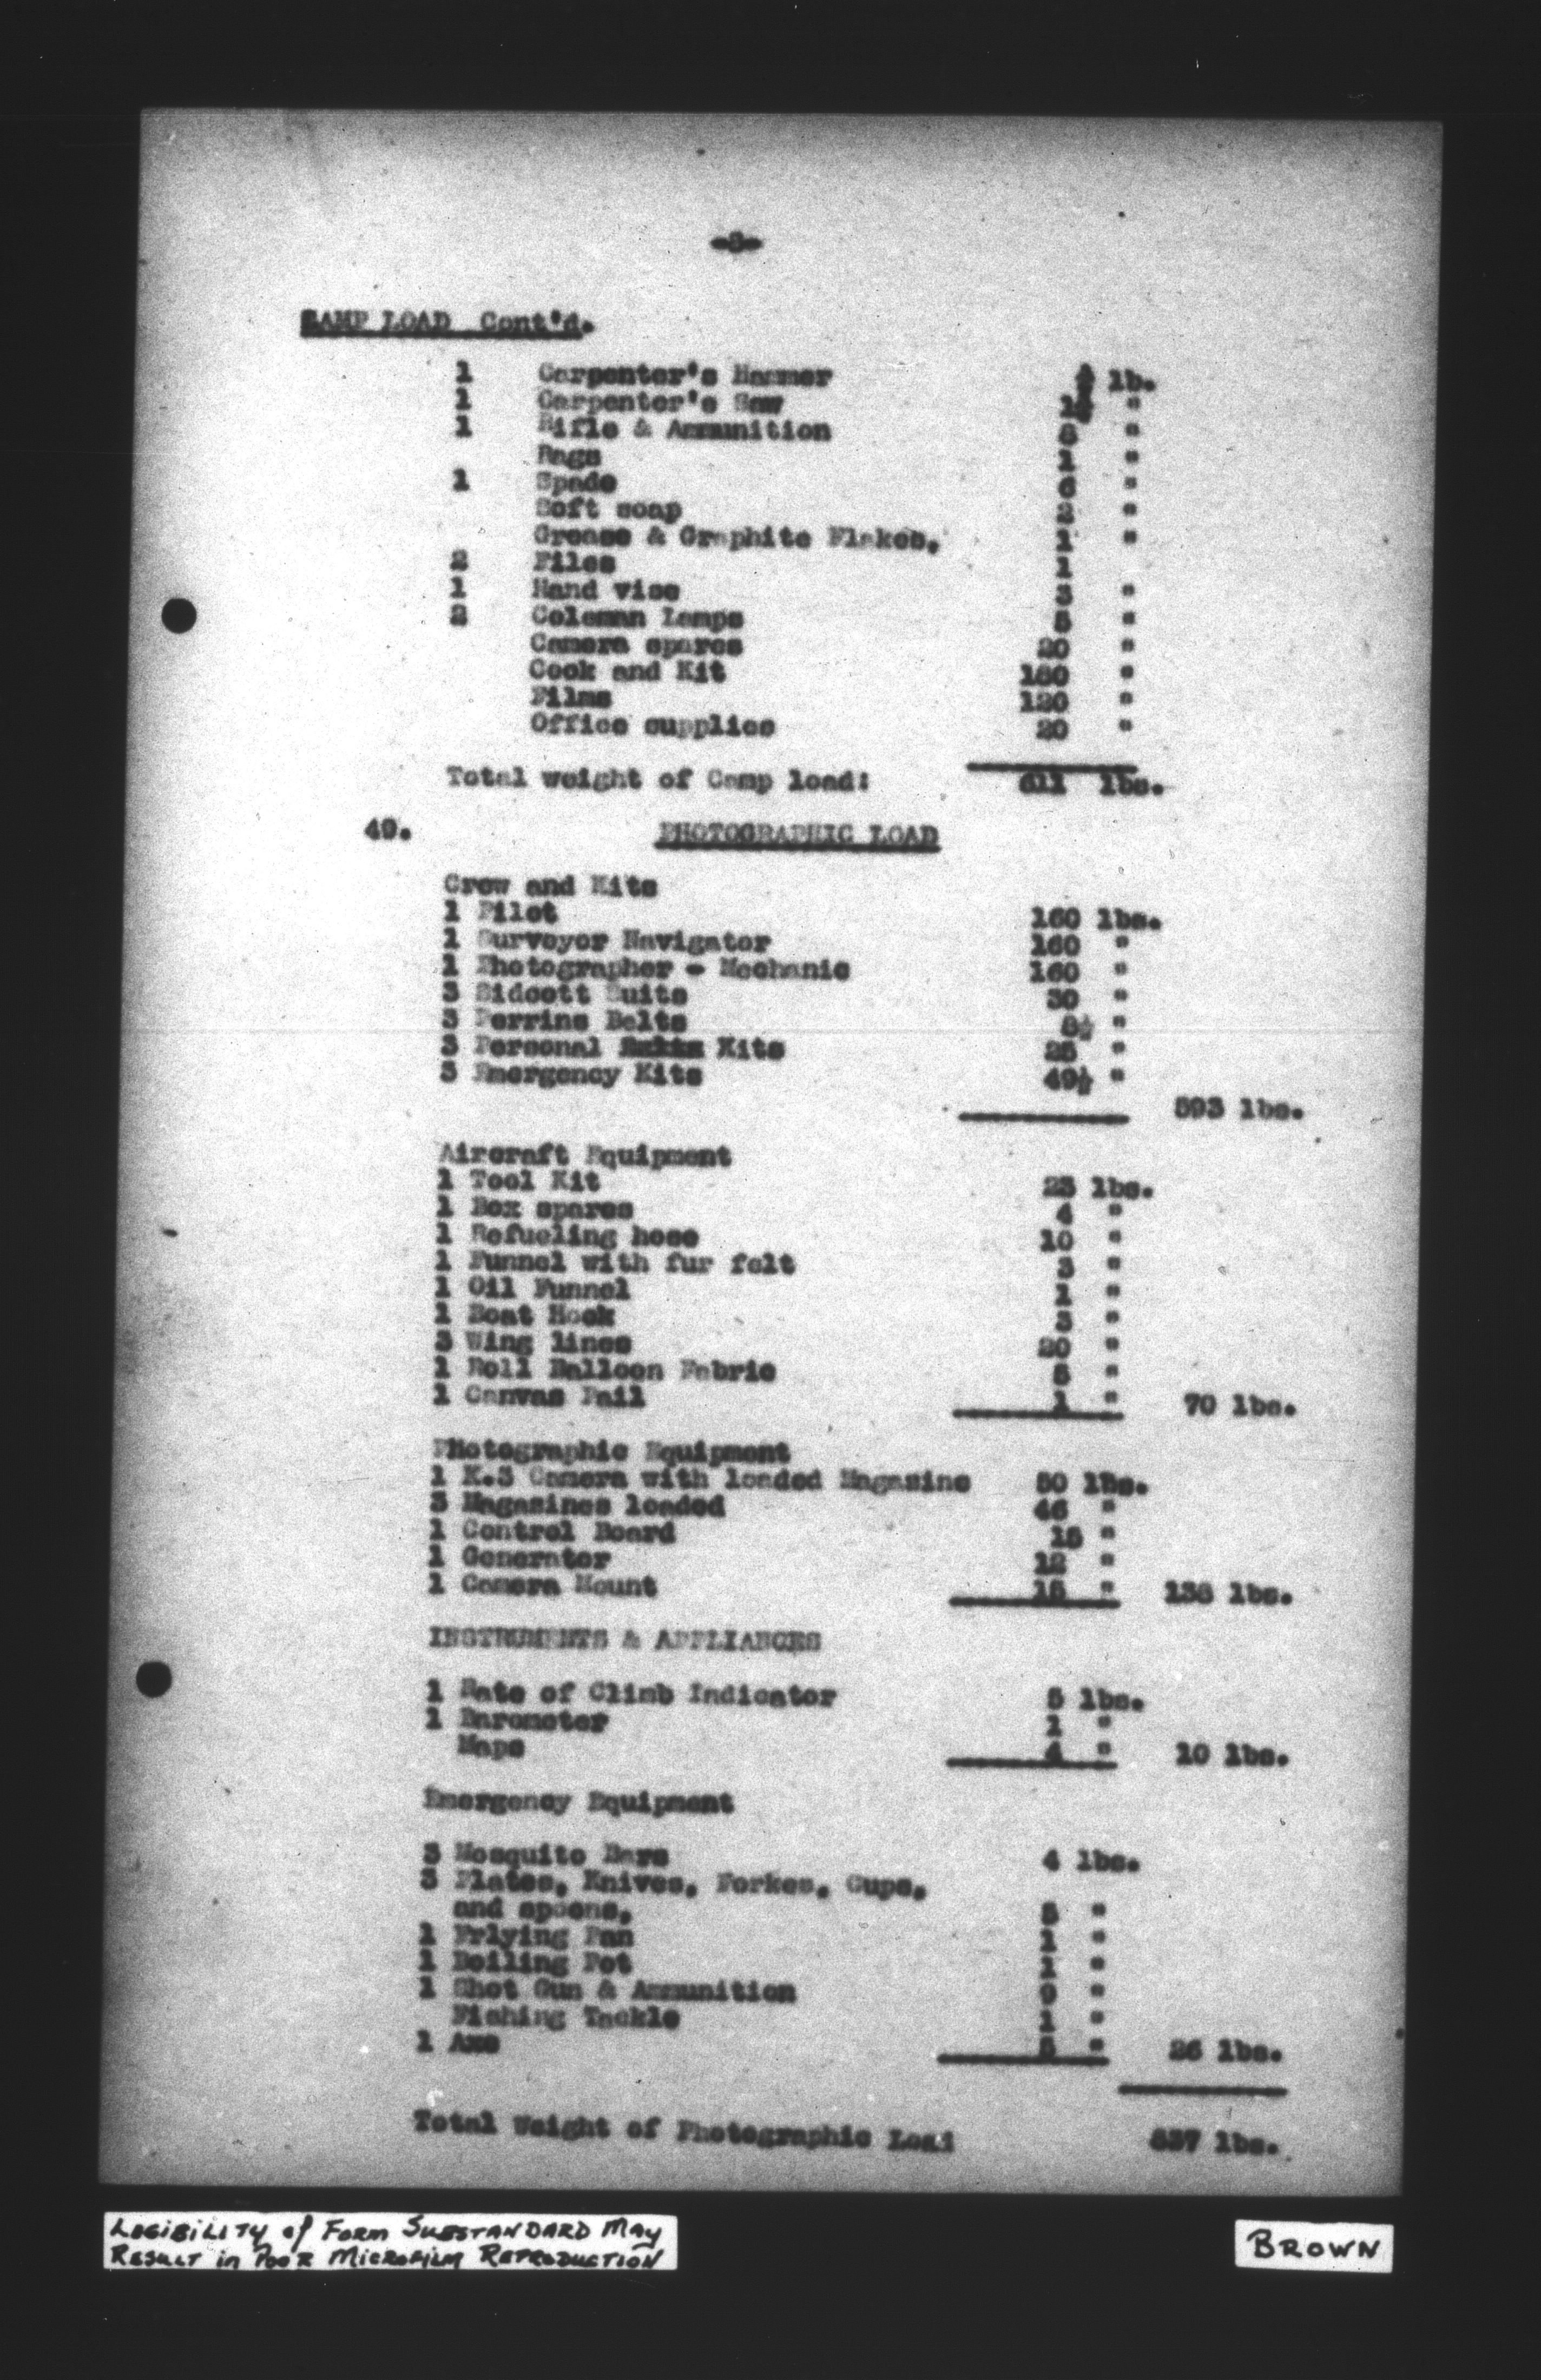 CAMP LOAD Cont'd.
1 Carpenter's Hammer lb.
1 Carpenter's Saw "
1 Rifle & Ammunition 8 "
Rags 1 "
1 Spade 6 "
Soft soap 2 "
Grease & Graphite Flakes, 1 "
2 Files 1
1 Hand vise 3 "
2 Coleman Lamps 5 "
Camera spares 20 "
Cook and Kit "
Films 120 "
Office supplies 20 "
Total weight of Camp load: 611 lbs.
49. PHOTOGRAPHIC LOAD
Crew and Kits
1 Pilot 160 lbs.
1 Surveyor Navigator 160 "
1 Photographer - Mechanic 160 "
3 Sidcott Suits 30 "
3 Perrins Belts 8½ "
3 Personal Kits 25 "
3 Emergency Kits 49½ "
593 lbs.
Aircraft Equipment
1 Tool Kit 23 lbs.
1 Box spares 4 "
1 Refueling hose 10 "
1 Funnel with fur felt 3 "
1 Oil Funnel 1 "
1 Boat Hook 3 "
3 Wing lines 20 "
1 Roll Balloon Fabric 5 "
1 Canvas Pail 1 " 70 lbs.
Photographic Equipment
1 K.3 Camera with loaded Magazine 50 lbs.
3 Magazines loaded 46 "
1 Control Board 15 "
1 Generator 12 "
1 Camera Mount 15 " 138 lbs.
INSTRUMENTS & APPLIANCES
1 Rate of Climb Indicator 5 lbs.
1 Barometer 1 "
Maps 4 " 10 lbs.
Emergency Equipment
3 Mosquito Bars 4 lbs.
3 Plates, Knives, Forkes, Cups,
and spoons, 5 "
1 Frlying Pan 1 "
1 Boiling Pot 1 "
1 Shot Gun & Ammunition 9 "
Fishing Tackle 1 "
1 Axe 5 " 26 lbs.
Total Weight of Photographic Load 837 lbs.
LEGIBILITY of FORM SUBSTANDARD MAY
RESULT in POOR MICROFILM REPRODUCTION
BROWN